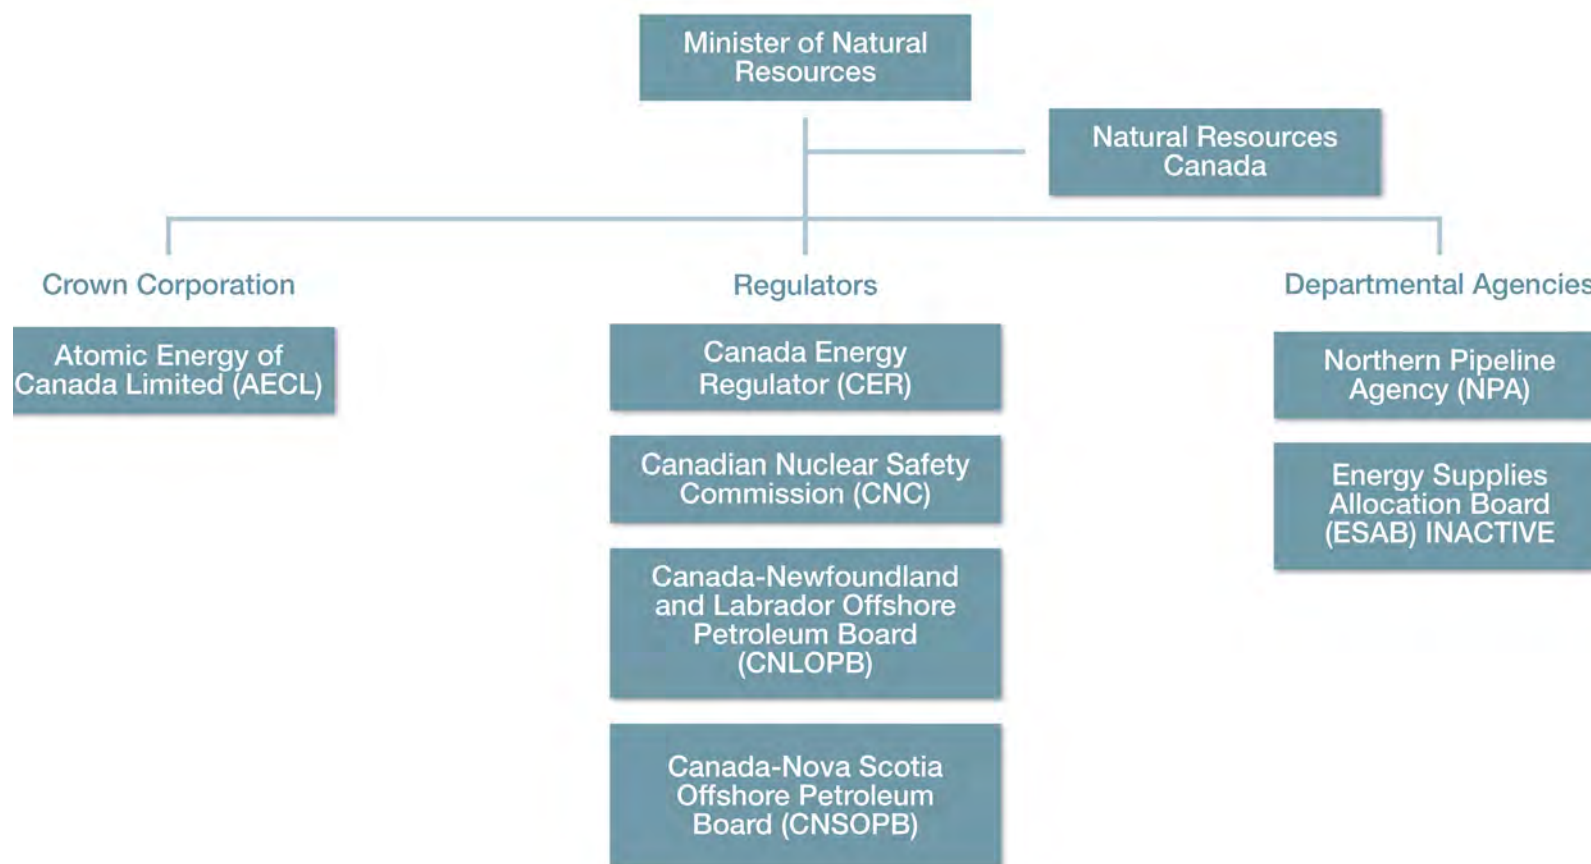 Minister of Natural
Resources
Natural Resources
Canada
Crown Corporation
Atomic Energy of
Canada Limited (AECL)
Regulators
Canada Energy
Regulator (CER)
Canadian Nuclear Safety
Commission (CNC)
Canada-Newfoundland
and Labrador Offshore
Petroleum Board
(CNLOPB)
Canada-Nova Scotia
Offshore Petroleum
Board (CNSOPB)
Departmental Agencies
Northern Pipeline
Agency (NPA)
Energy Supplies
Allocation Board
(ESAB) INACTIVE